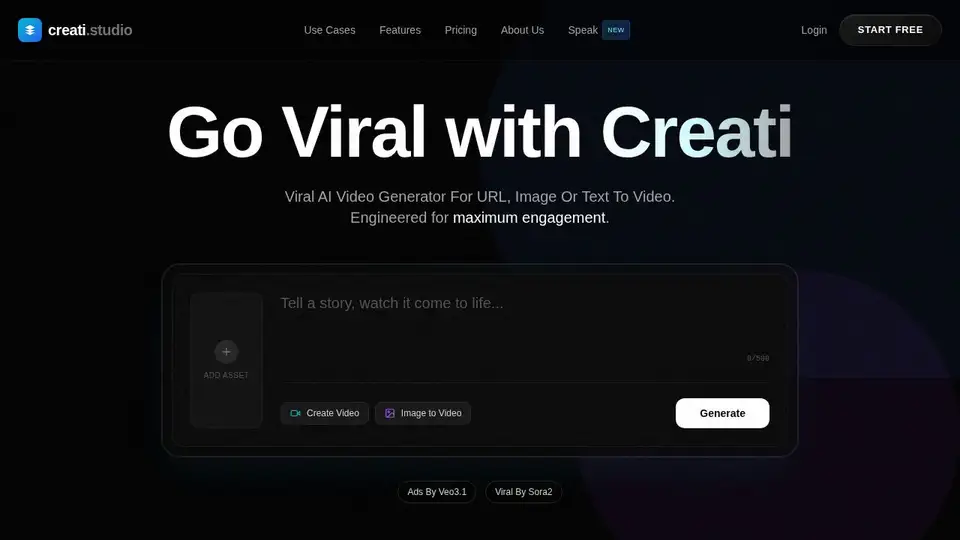 creati.studio
Use Cases
Features
Pricing
About Us
Speak NEW
Login
START FREE
Go Viral with Creati
Viral AI Video Generator For URL, Image Or Text To Video.
Engineered for maximum engagement.
Tell a story, watch it come to life...
ADD ASSET
0/500
Create Video
Image to Video
Generate
Ads By Veo3.1
Viral By Sora2